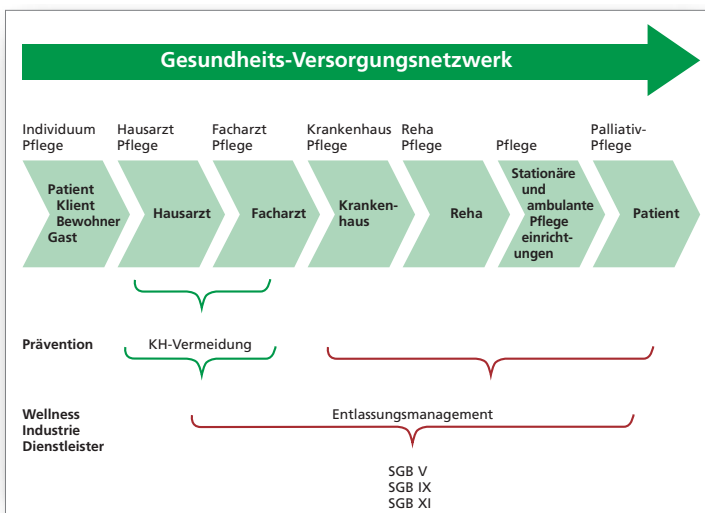 Gesundheits-Versorgungsnetzwerk
Individuum
Pflege
Hausarzt
Pflege
Facharzt
Pflege
Krankenhaus
Pflege
Reha
Pflege
Pflege
Palliativ-
Pflege
Patient
Klient
Bewohner
Gast
Hausarzt
Facharzt
Kranken-
haus
Reha
Stationäre
und
ambulante
Pflege
einricht-
ungen
Patient
Prävention
KH-Vermeidung
Wellness
Industrie
Dienstleister
Entlassungsmanagement
SGB V
SGB IX
SGB XI